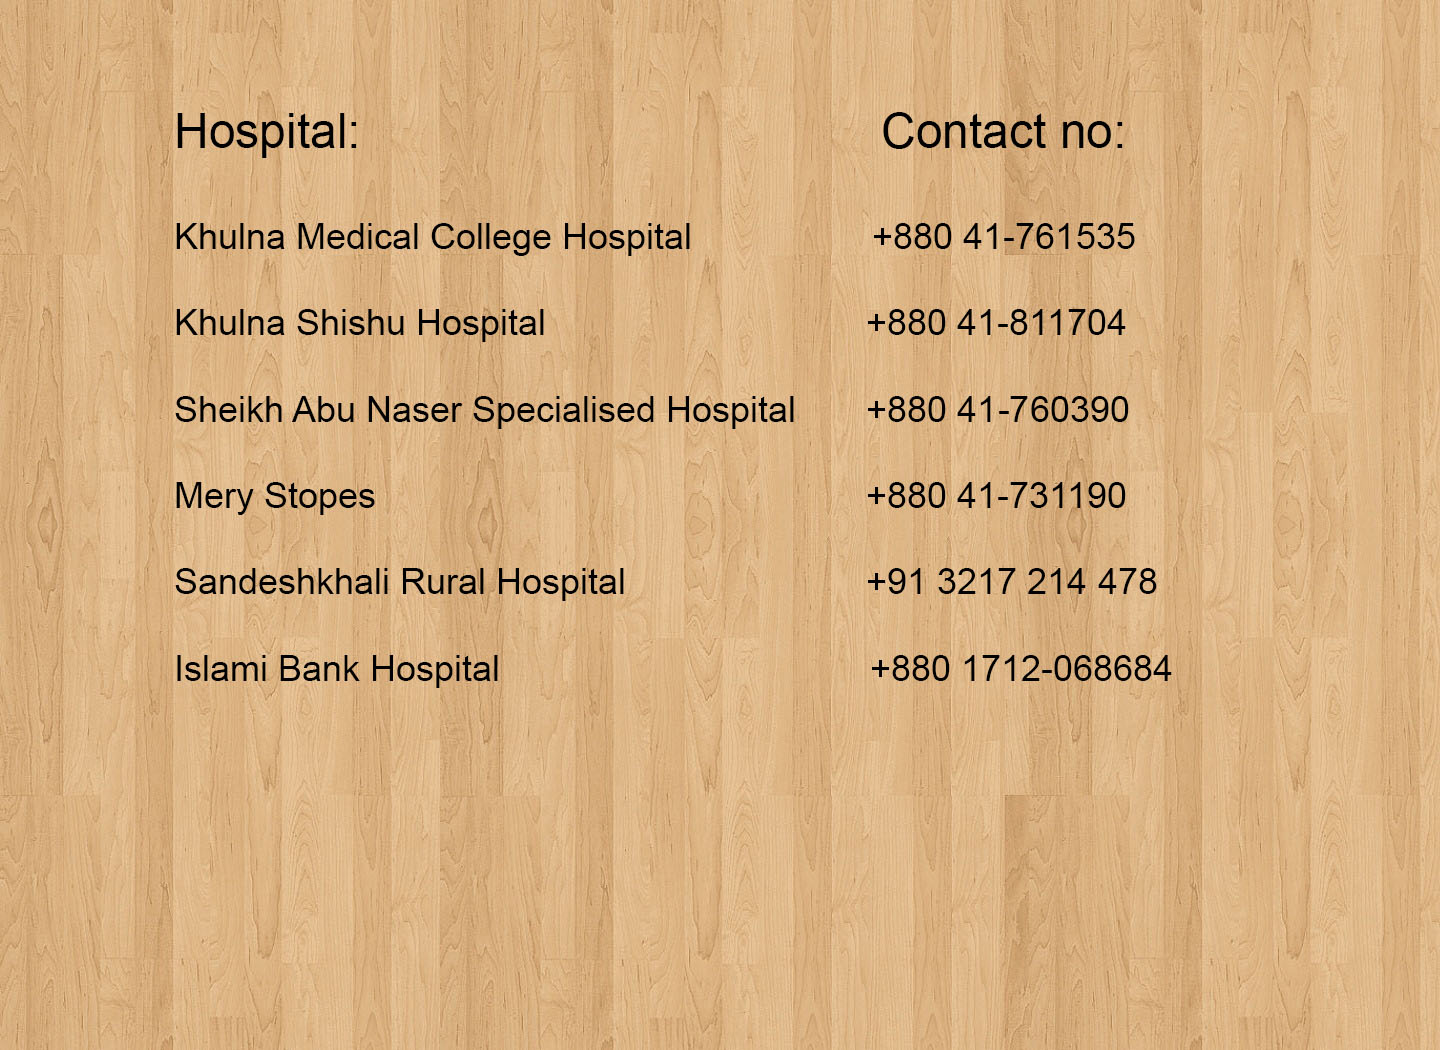 Hospital: Contact no:
Khulna Medical College Hospital +880 41-761535
Khulna Shishu Hospital +880 41-811704
Sheikh Abu Naser Specialised Hospital +880 41-760390
Mery Stopes +880 41-731190
Sandeshkhali Rural Hospital +91 3217 214 478
Islami Bank Hospital +880 1712-068684